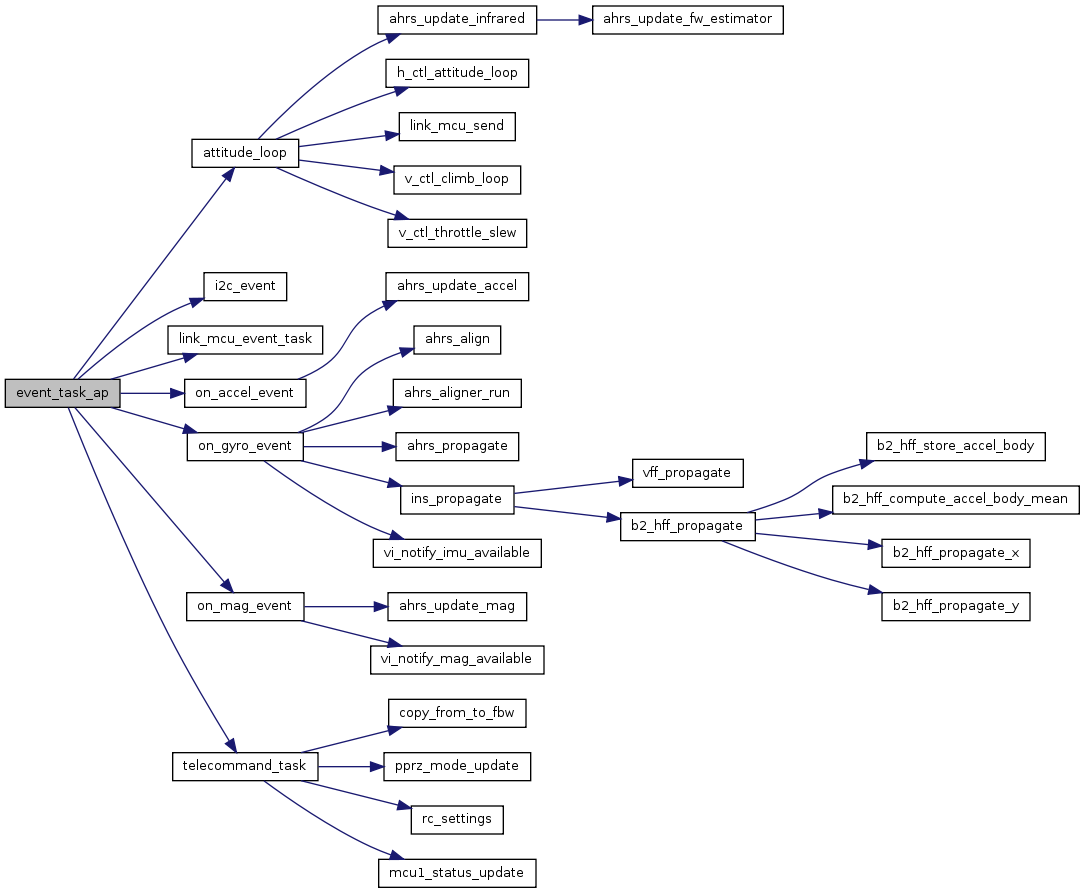 ahrs_update_infrared
ahrs_update_fw_estimator
h_ctl_attitude_loop
link_mcu_send
attitude_loop
v_ctl_climb_loop
v_ctl_throttle_slew
i2c_event
ahrs_update_accel
link_mcu_event_task
ahrs_align
event_task_ap
on_accel_event
ahrs_aligner_run
on_gyro_event
ahrs_propagate
b2_hff_store_accel_body
vff_propagate
ins_propagate
b2_hff_compute_accel_body_mean
b2_hff_propagate
vi_notify_imu_available
b2_hff_propagate_x
on_mag_event
ahrs_update_mag
b2_hff_propagate_y
vi_notify_mag_available
copy_from_to_fbw
telecommand_task
pprz_mode_update
rc_settings
mcu1_status_update